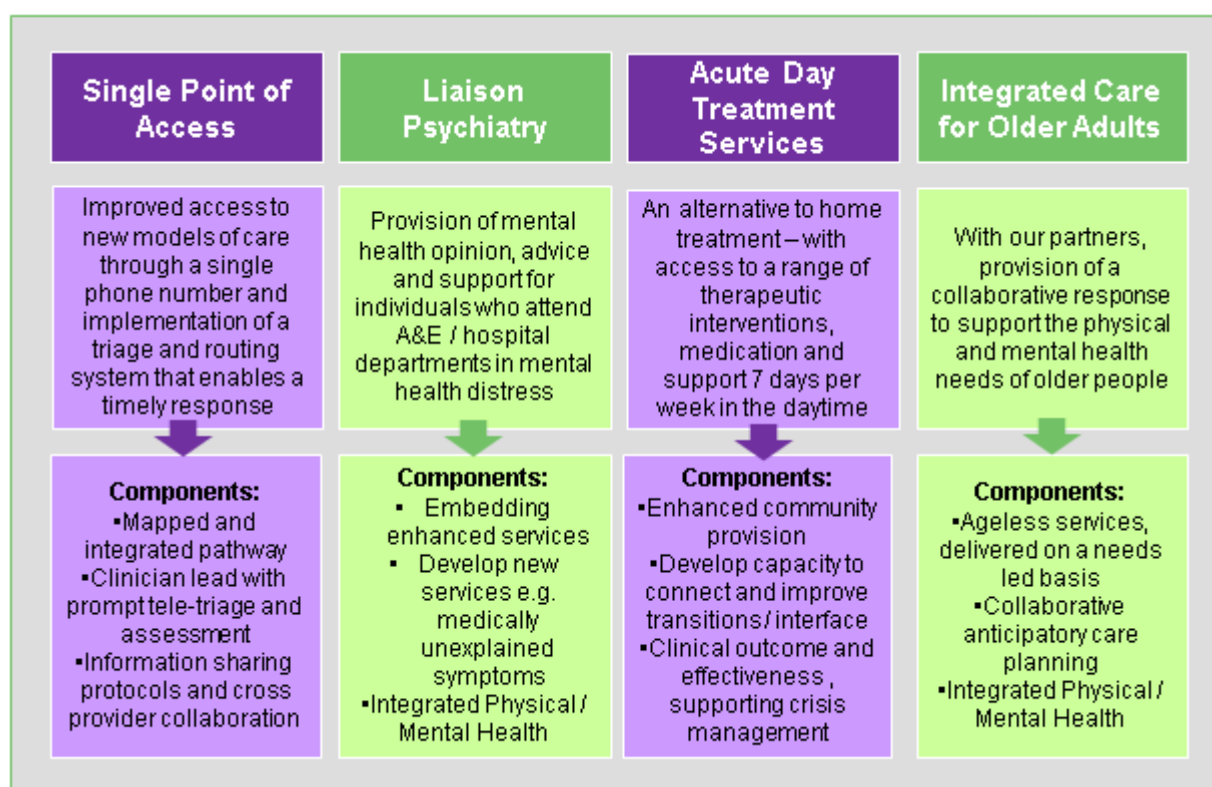 Single Point of
Access
Improved access to
new models of care
through a single
phone number and
implementation of a
triage and routing
system that enables a
timely response
Components:
▪Mapped and
integrated pathway
▪Clinician lead with
prompt tele-triage and
assessment
▪Information sharing
protocols and cross
provider collaboration
Liaison
Psychiatry
Provision of mental
health opinion, advice
and support for
individuals who attend
A&E / hospital
departments in mental
health distress
Components:
▪ Embedding
enhanced services
▪ Develop new
services e.g.
medically
unexplained
symptoms
▪Integrated Physical /
Mental Health
Acute Day
Treatment
Services
An alternative to home
treatment – with
access to a range of
therapeutic
interventions,
medication and
support 7 days per
week in the daytime
Components:
▪Enhanced community
provision
▪Develop capacity to
connect and improve
transitions / interface
▪Clinical outcome and
effectiveness ,
supporting crisis
management
Integrated Care
for Older Adults
With our partners,
provision of a
collaborative response
to support the physical
and mental health
needs of older people
Components:
▪Ageless services,
delivered on a needs
led basis
▪Collaborative
anticipatory care
planning
▪Integrated Physical /
Mental Health